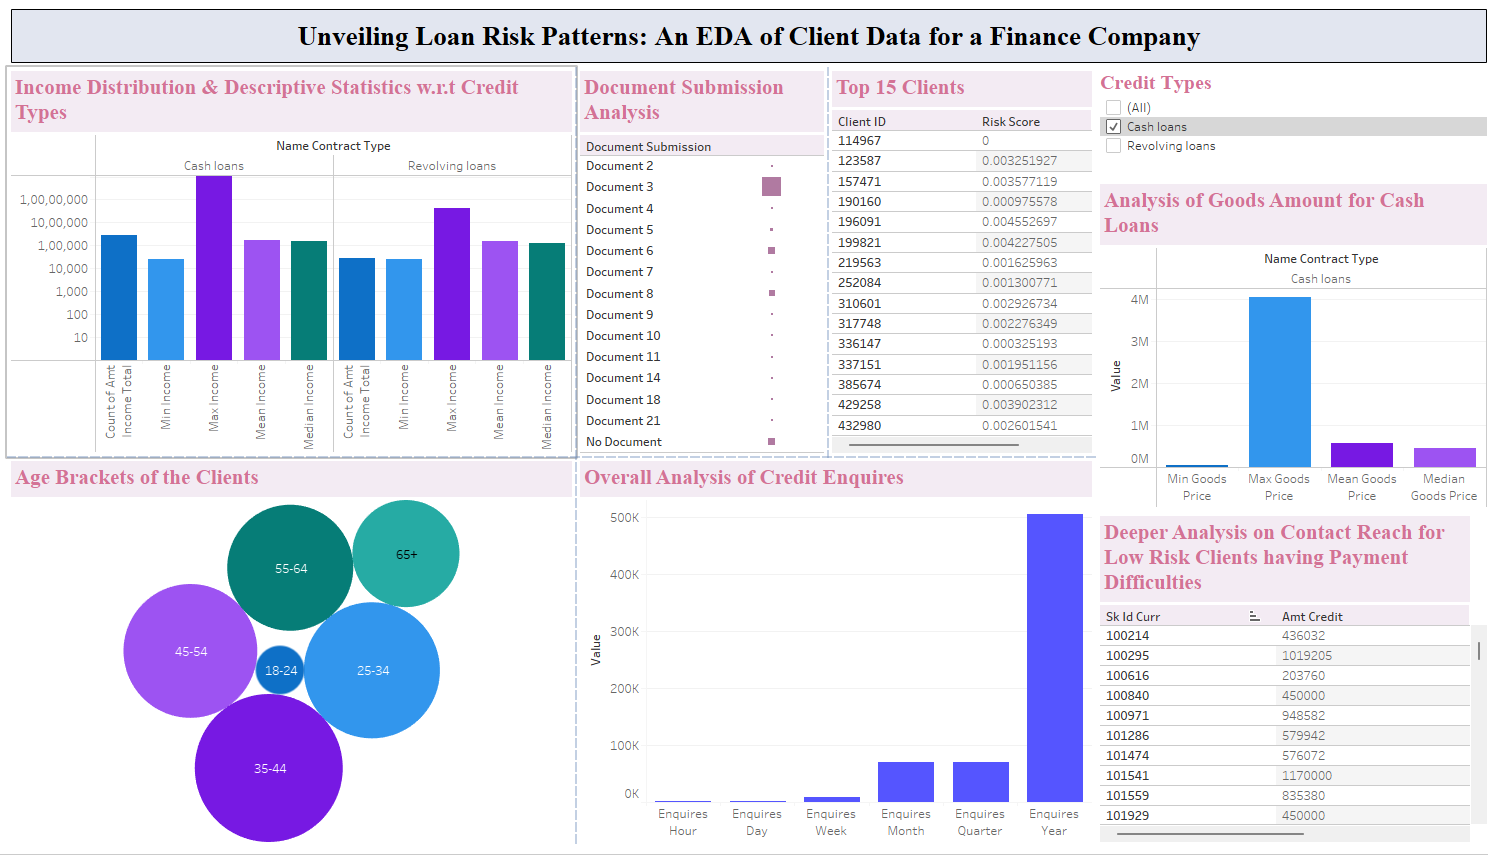 Unveiling Loan Risk Patterns: An EDA of Client Data for a Finance Company
Income Distribution & Descriptive Statistics w.r.t Credit
Types
Name Contract Type
Cash loans
Revolving loans
1,00,00,000
10,00,000
1,00,000
10,000
1,000
100
10
Count of Amt
Income Total
Min Income
Max Income
Mean Income
Median Income
Count of Amt
Income Total
Min Income
Max Income
Mean Income
Median Income
Document Submission
Analysis
Document Submission
Document 2
Document 3
Document 4
Document 5
Document 6
Document 7
Document 8
Document 9
Document 10
Document 11
Document 14
Document 18
Document 21
No Document
Top 15 Clients
Client ID Risk Score
114967 0
123587 0.003251927
157471 0.003577119
190160 0.000975578
196091 0.004552697
199821 0.004227505
219563 0.001625963
252084 0.001300771
310601 0.002926734
317748 0.002276349
336147 0.000325193
337151 0.001951156
385674 0.000650385
429258 0.003902312
432980 0.002601541
Credit Types
(All)
Cash loans
Revolving loans
Analysis of Goods Amount for Cash
Loans
Name Contract Type
Cash loans
4M
3M
2M
1M
0M
Value
Min Goods
Price
Max Goods
Price
Mean Goods
Price
Median
Goods Price
Age Brackets of the Clients
65+
55-64
45-54
18-24
25-34
35-44
Overall Analysis of Credit Enquires
500K
400K
300K
200K
100K
0K
Value
Enquires
Hour
Enquires
Day
Enquires
Week
Enquires
Month
Enquires
Quarter
Enquires
Year
Deeper Analysis on Contact Reach for
Low Risk Clients having Payment
Difficulties
Sk Id Curr Amt Credit
100214 436032
100295 1019205
100616 203760
100840 450000
100971 948582
101286 579942
101474 576072
101541 1170000
101559 835380
101929 450000